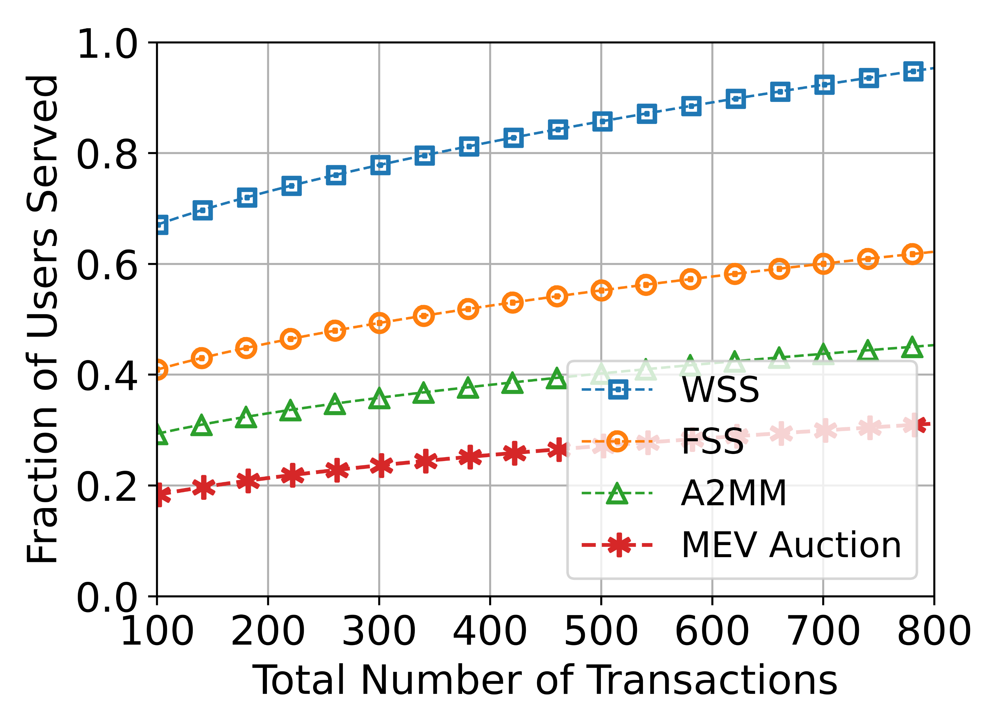 Fraction of Users Served
1.0
0.8
0.6
0.4
0.2
0.0
WSS
FSS
A2MM
MEV Auction
100 200 300 400 500 600 700 800
Total Number of Transactions